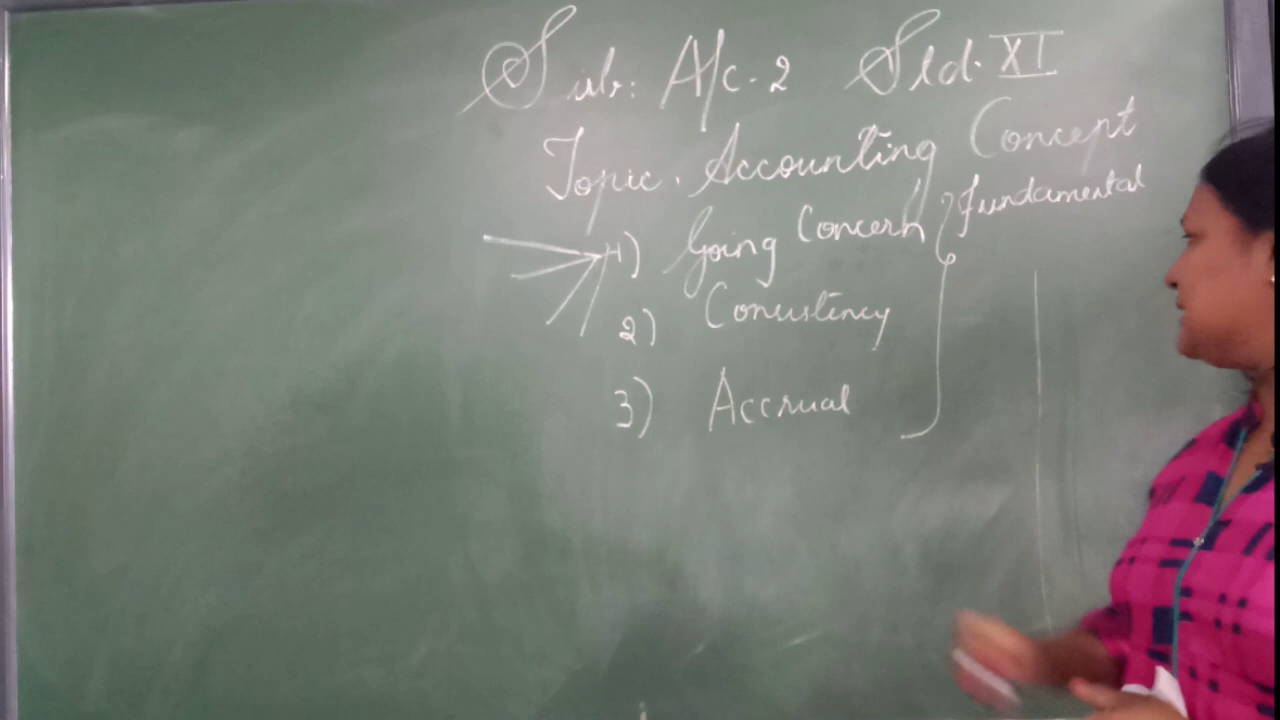 Sub: A/c-2 Std. XI
Topic. Accounting Concept
1) Going Concern } Fundamental
2) Consistency
3) Accrual